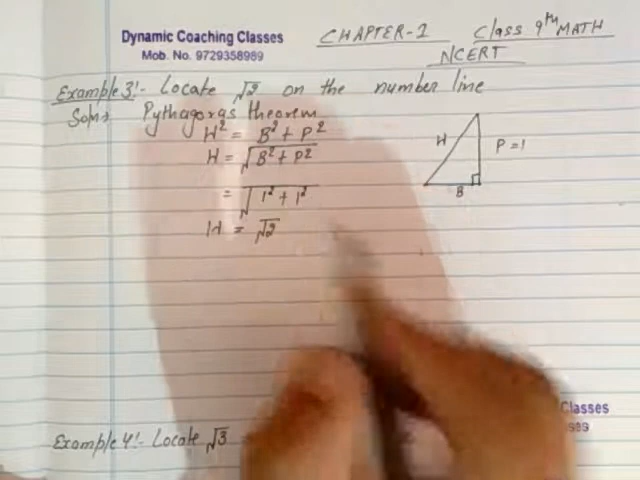 Dynamic Coaching Classes
Mob. No. 9729358989
CHAPTER-1 Class 9th MATH
NCERT
Example 3:- Locate √2 on the number line
Soln:- Pythagoras theorem
H² = B² + P²
H = √B² + P²
= √1² + 1²
H = √2
H
P = 1
B
Classes
989
Example 4:- Locate √3